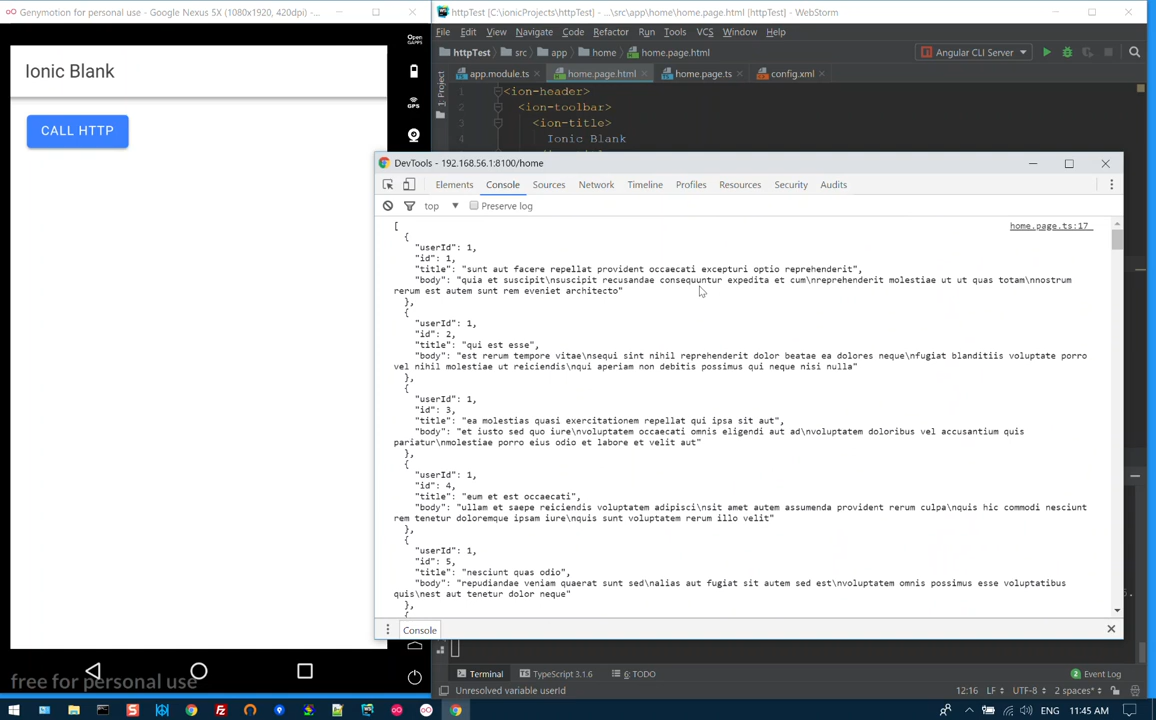 Genymotion for personal use - Google Nexus 5X (1080x1920, 420dpi) -...
Open
GAPPS
GPS
Ionic Blank
CALL HTTP
free for personal use
httpTest [C:\ionicProjects\httpTest] - ...\src\app\home\home.page.html [httpTest] - WebStorm
File Edit View Navigate Code Refactor Run Tools VCS Window Help
httpTest src app home home.page.html Angular CLI Server
app.module.ts home.page.html home.page.ts config.xml
1: Project
1 <ion-header>
2 <ion-toolbar>
3 <ion-title>
4 Ionic Blank
DevTools - 192.168.56.1:8100/home
Elements Console Sources Network Timeline Profiles Resources Security Audits
top Preserve log
home.page.ts:17
[
{
"userId": 1,
"id": 1,
"title": "sunt aut facere repellat provident occaecati excepturi optio reprehenderit",
"body": "quia et suscipit\nsuscipit recusandae consequuntur expedita et cum\nreprehenderit molestiae ut ut quas totam\nnostrum
rerum est autem sunt rem eveniet architecto"
},
{
"userId": 1,
"id": 2,
"title": "qui est esse",
"body": "est rerum tempore vitae\nsequi sint nihil reprehenderit dolor beatae ea dolores neque\nfugiat blanditiis voluptate porro
vel nihil molestiae ut reiciendis\nqui aperiam non debitis possimus qui neque nisi nulla"
},
{
"userId": 1,
"id": 3,
"title": "ea molestias quasi exercitationem repellat qui ipsa sit aut",
"body": "et iusto sed quo iure\nvoluptatem occaecati omnis eligendi aut ad\nvoluptatem doloribus vel accusantium quis
pariatur\nmolestiae porro eius odio et labore et velit aut"
},
{
"userId": 1,
"id": 4,
"title": "eum et est occaecati",
"body": "ullam et saepe reiciendis voluptatem adipisci\nsit amet autem assumenda provident rerum culpa\nquis hic commodi nesciunt
rem tenetur doloremque ipsam iure\nquis sunt voluptatem rerum illo velit"
},
{
"userId": 1,
"id": 5,
"title": "nesciunt quas odio",
"body": "repudiandae veniam quaerat sunt sed\nalias aut fugiat sit autem sed est\nvoluptatem omnis possimus esse voluptatibus
quis\nest aut tenetur dolor neque"
},
{
Console
Terminal TypeScript 3.1.6 6: TODO Event Log
Unresolved variable userId 12:16 LF UTF-8 2 spaces*
ENG 11:45 AM